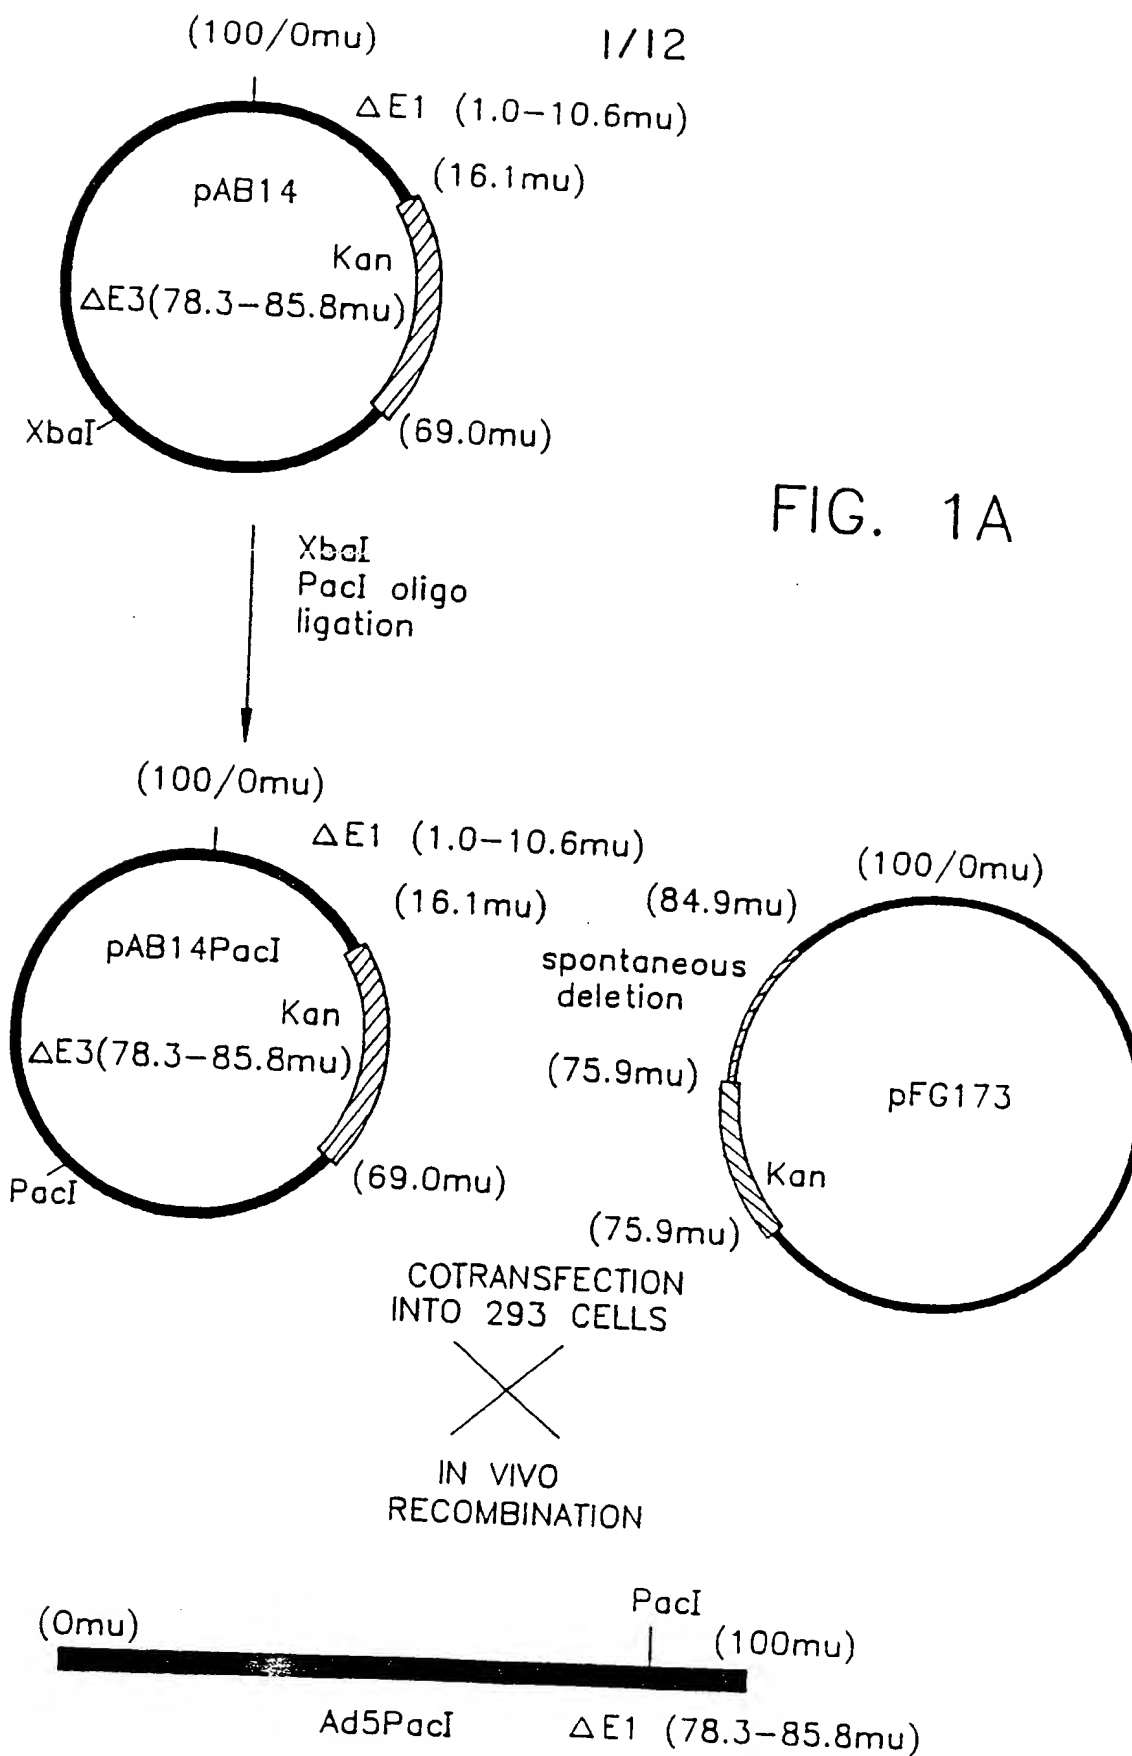 1/12
(100/0mu)
ΔE1 (1.0-10.6mu)
(16.1mu)
pAB14
Kan
ΔE3(78.3-85.8mu)
XbaI
(69.0mu)
FIG. 1A
XbaI
PacI oligo
ligation
(100/0mu)
ΔE1 (1.0-10.6mu)
(16.1mu)
pAB14PacI
Kan
ΔE3(78.3-85.8mu)
PacI
(69.0mu)
(100/0mu)
(84.9mu)
spontaneous
deletion
(75.9mu)
pFG173
Kan
(75.9mu)
COTRANSFECTION
INTO 293 CELLS
IN VIVO
RECOMBINATION
(0mu)
PacI
(100mu)
Ad5PacI
ΔE1 (78.3-85.8mu)